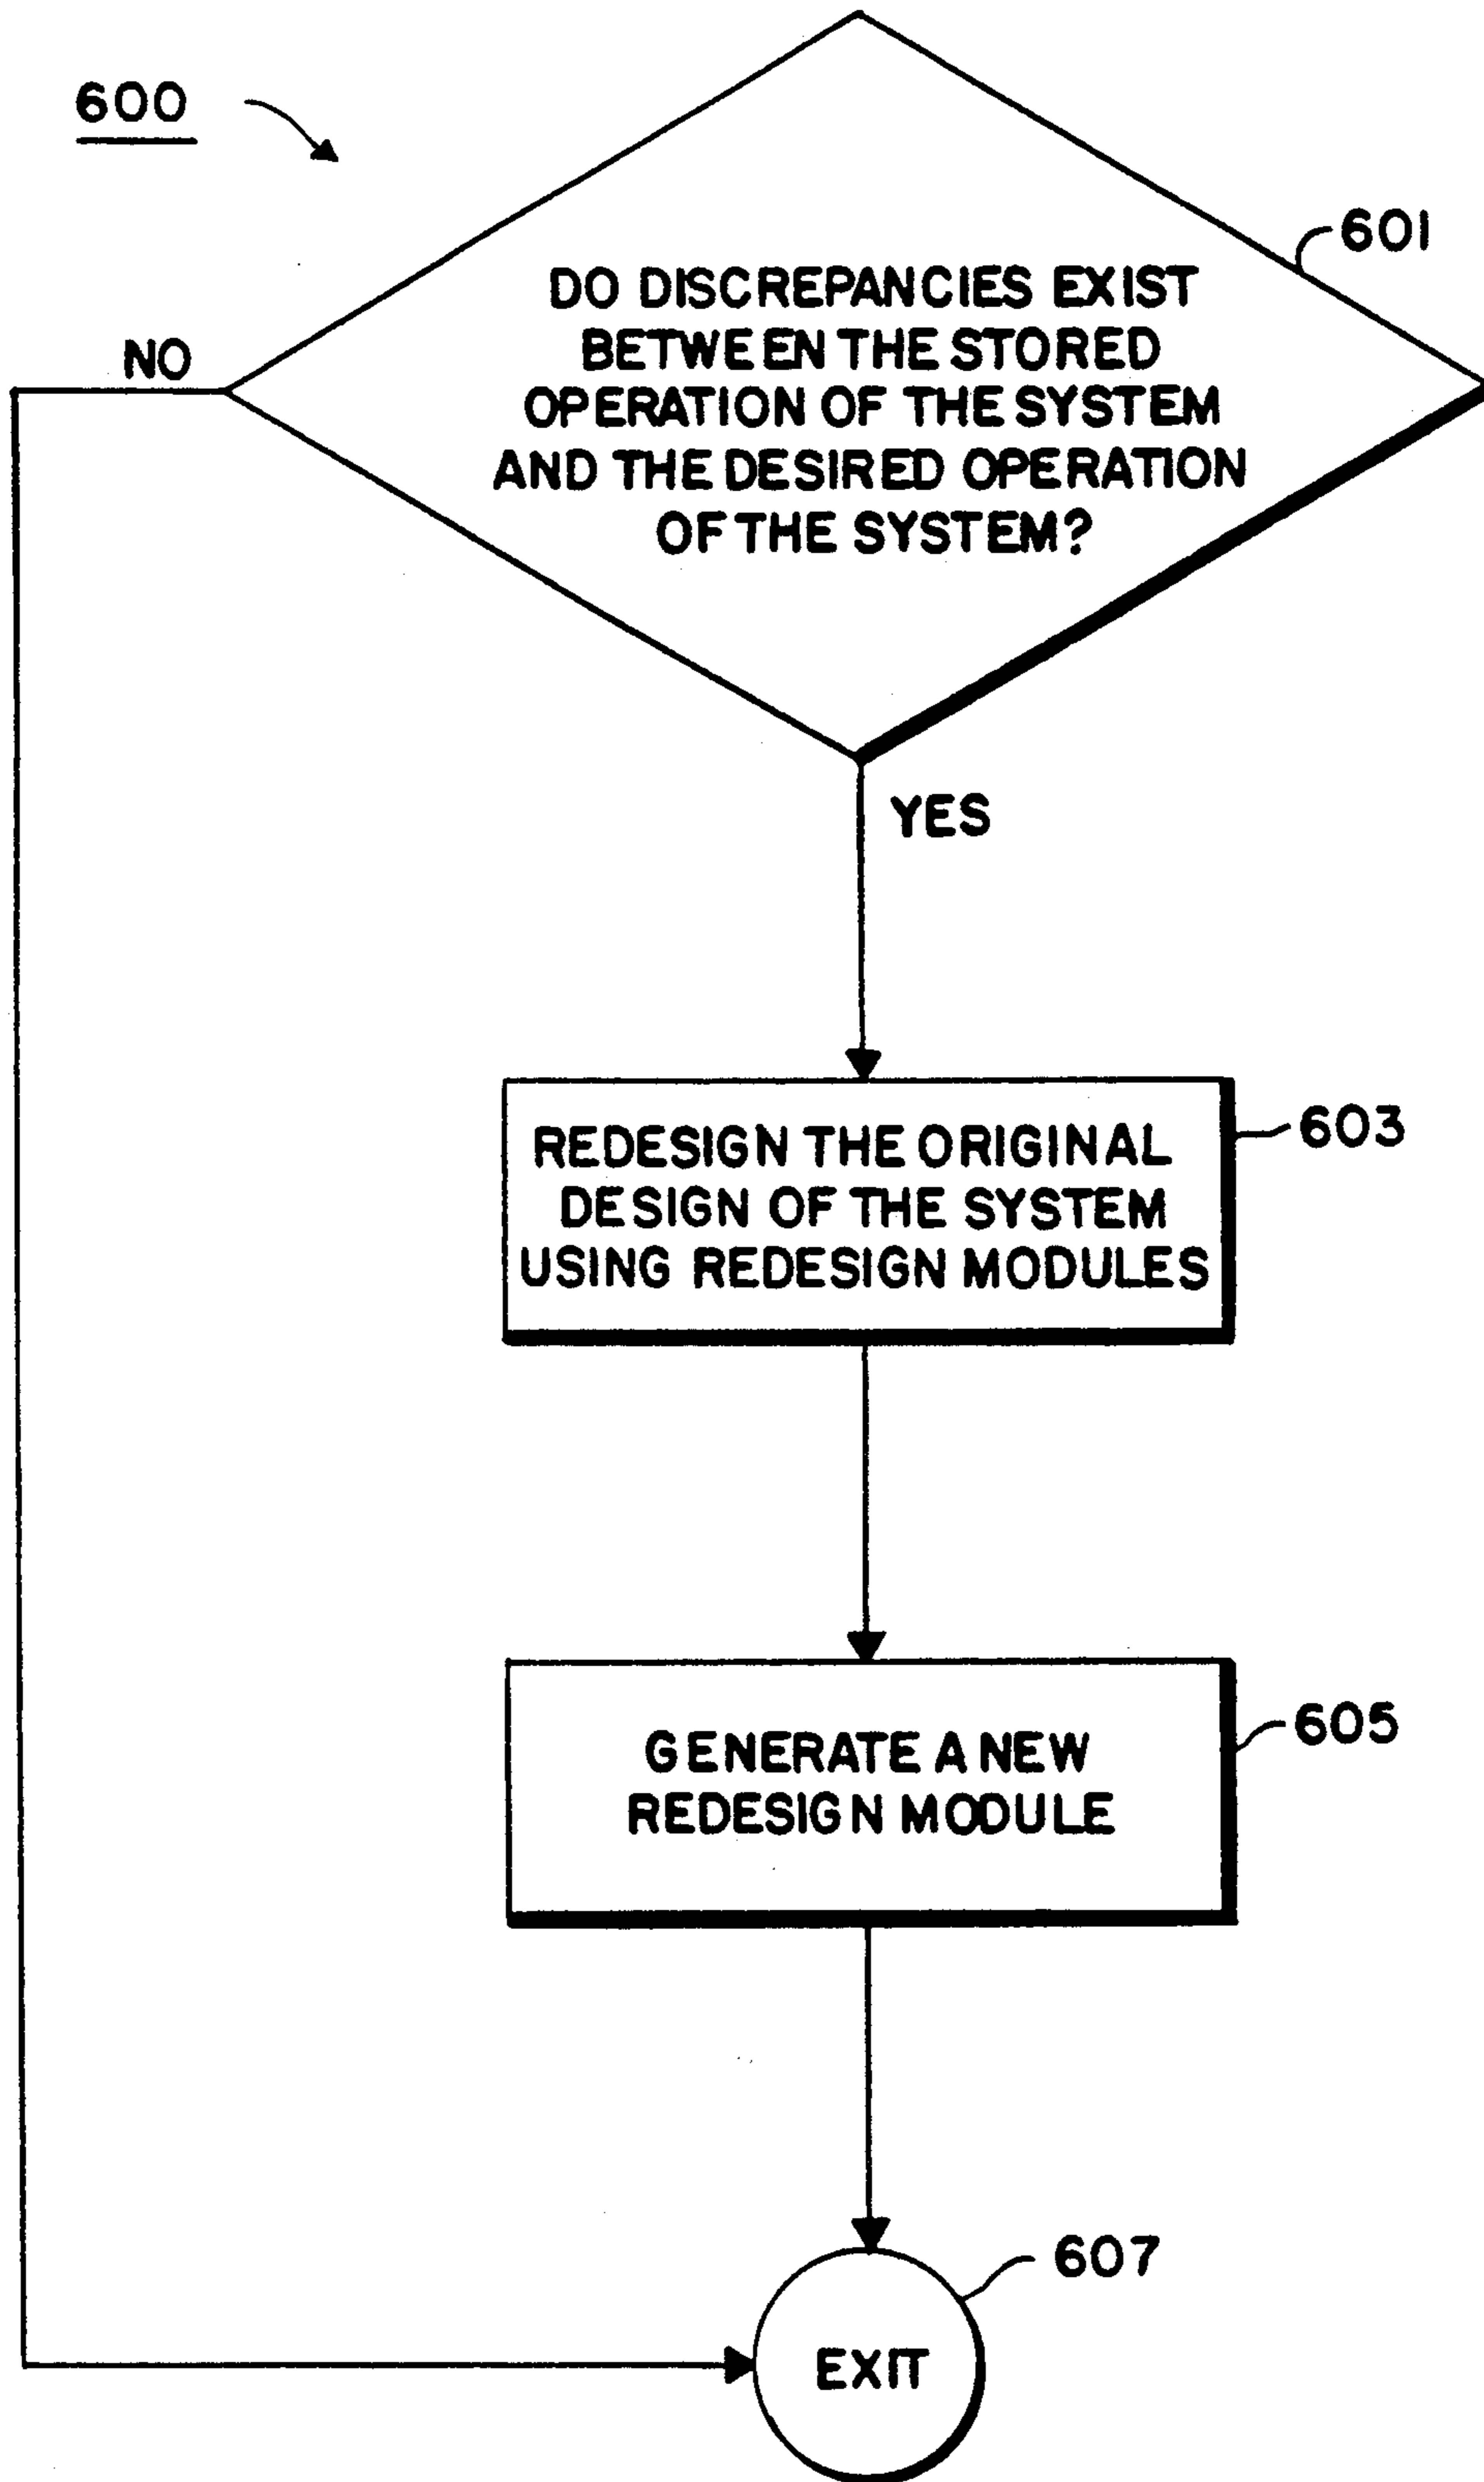 600
601
DO DISCREPANCIES EXIST
BETWEEN THE STORED
OPERATION OF THE SYSTEM
AND THE DESIRED OPERATION
OF THE SYSTEM?
NO
YES
603
REDESIGN THE ORIGINAL
DESIGN OF THE SYSTEM
USING REDESIGN MODULES
605
GENERATE A NEW
REDESIGN MODULE
607
EXIT